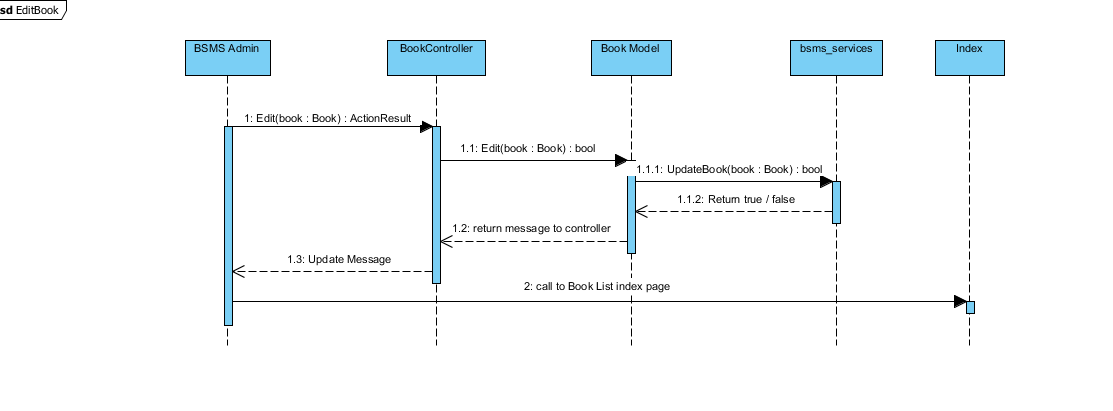 sd EditBook
BSMS Admin
BookController
Book Model
bsms_services
Index
1: Edit(book : Book) : ActionResult
1.1: Edit(book : Book) : bool
1.1.1: UpdateBook(book : Book) : bool
1.1.2: Return true / false
1.2: return message to controller
1.3: Update Message
2: call to Book List index page